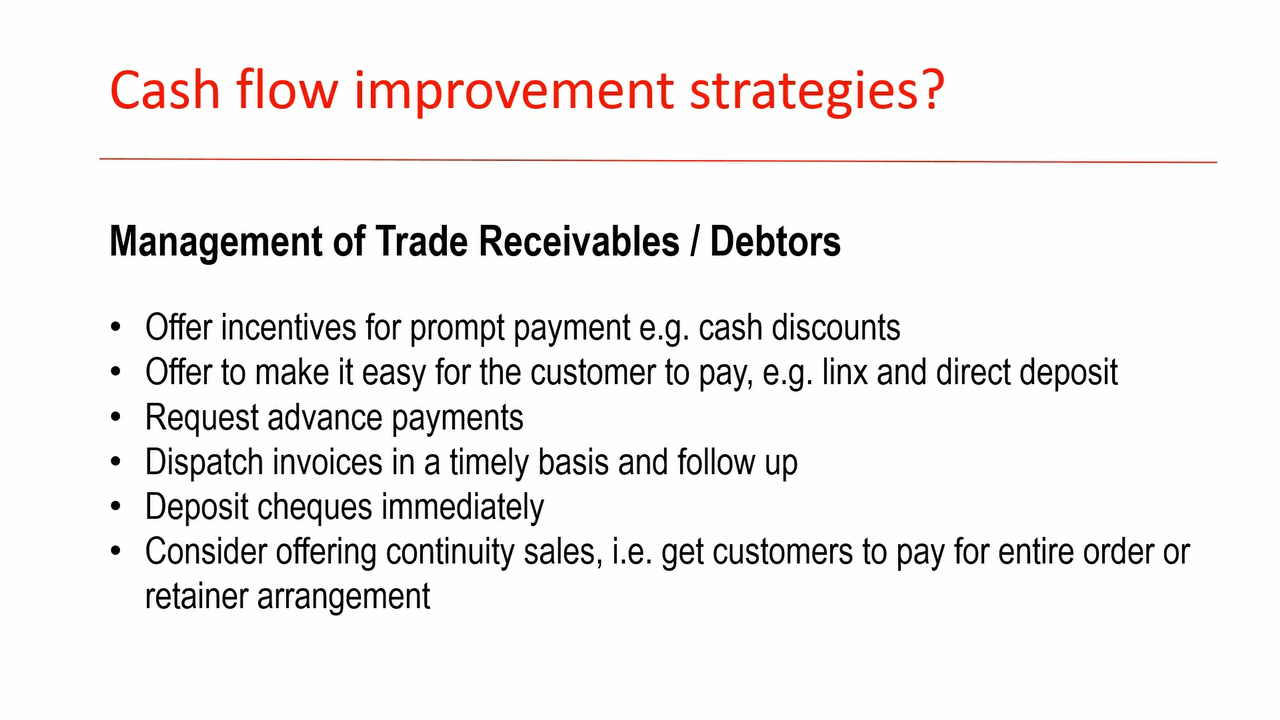 Cash flow improvement strategies?
Management of Trade Receivables / Debtors
• Offer incentives for prompt payment e.g. cash discounts
• Offer to make it easy for the customer to pay, e.g. linx and direct deposit
• Request advance payments
• Dispatch invoices in a timely basis and follow up
• Deposit cheques immediately
• Consider offering continuity sales, i.e. get customers to pay for entire order or
retainer arrangement